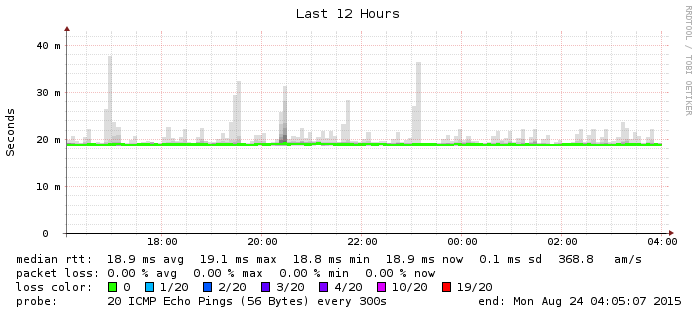 Last 12 Hours
RRDTOOL / TOBI OETIKER
Seconds
40 m
30 m
20 m
10 m
0
18:00 20:00 22:00 00:00 02:00 04:00
median rtt: 18.9 ms avg 19.1 ms max 18.8 ms min 18.9 ms now 0.1 ms sd 368.8 am/s
packet loss: 0.00 % avg 0.00 % max 0.00 % min 0.00 % now
loss color: 0 1/20 2/20 3/20 4/20 10/20 19/20
probe: 20 ICMP Echo Pings (56 Bytes) every 300s end: Mon Aug 24 04:05:07 2015